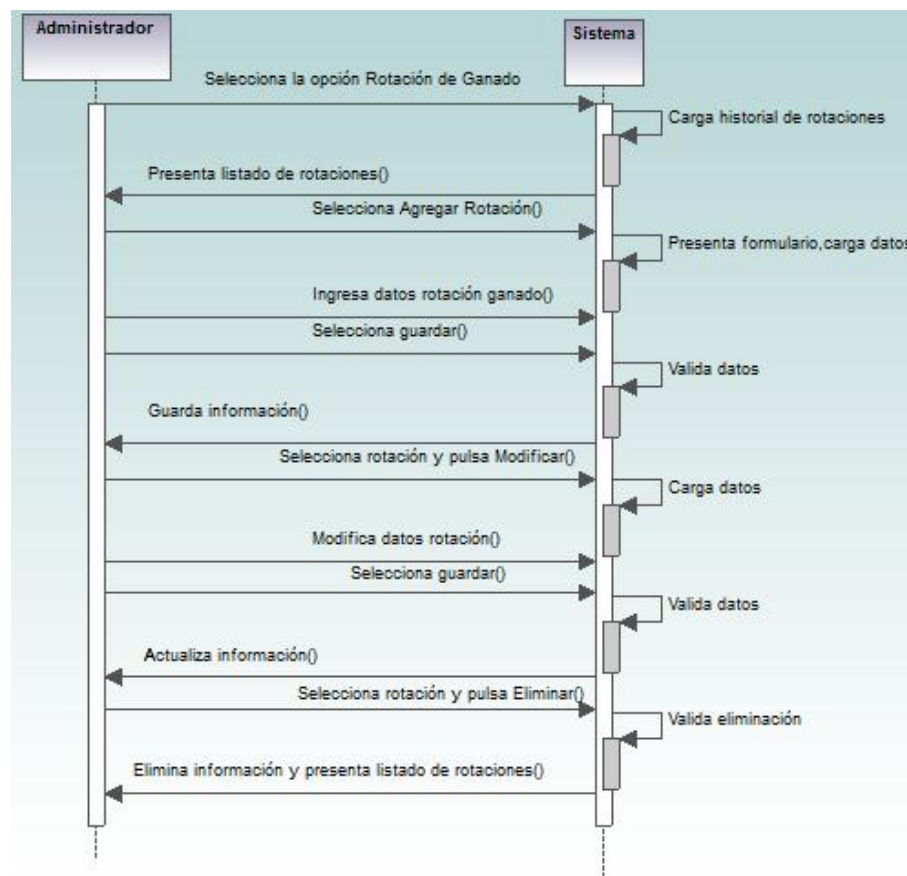 Administrador
Sistema
Selecciona la opción Rotación de Ganado
Carga historial de rotaciones
Presenta listado de rotaciones()
Selecciona Agregar Rotación()
Presenta formulario,carga datos
Ingresa datos rotación ganado()
Selecciona guardar()
Valida datos
Guarda información()
Selecciona rotación y pulsa Modificar()
Carga datos
Modifica datos rotación()
Selecciona guardar()
Valida datos
Actualiza información()
Selecciona rotación y pulsa Eliminar()
Valida eliminación
Elimina información y presenta listado de rotaciones()